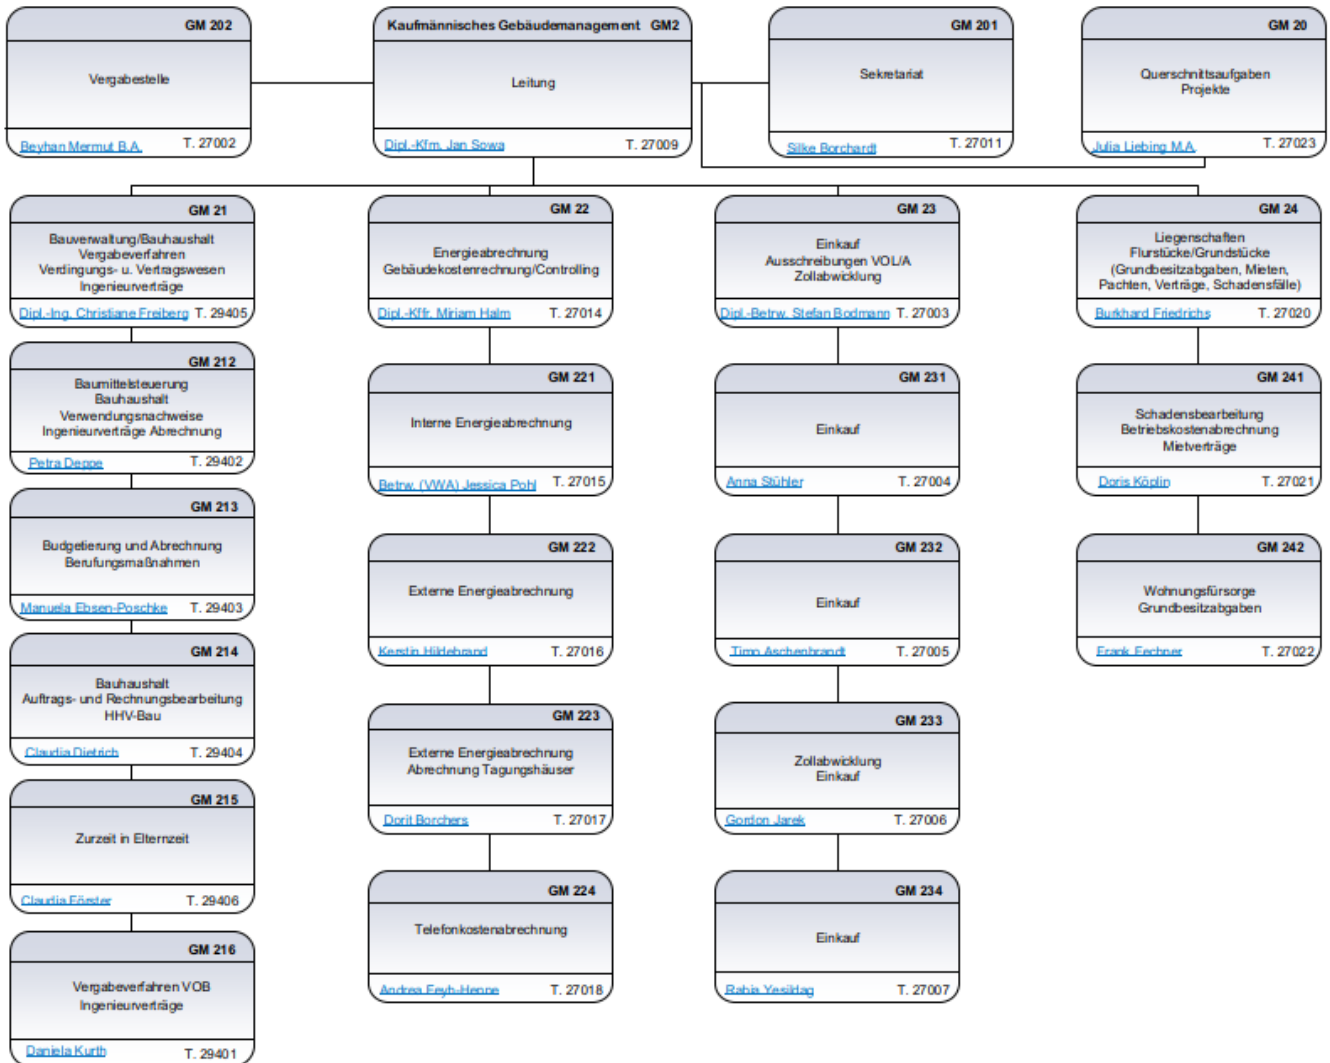 GM 202
Vergabestelle
Beyhan Mermut B.A. T. 27002
Kaufmännisches Gebäudemanagement GM2
Leitung
Dipl.-Kfm. Jan Sowa T. 27009
GM 201
Sekretariat
Silke Borchardt T. 27011
GM 20
Querschnittsaufgaben
Projekte
Julia Liebing M.A. T. 27023
GM 21
Bauverwaltung/Bauhaushalt
Vergabeverfahren
Verdingungs- u. Vertragswesen
Ingenieurverträge
Dipl.-Ing. Christiane Freiberg T. 29405
GM 212
Baumittelsteuerung
Bauhaushalt
Verwendungsnachweise
Ingenieurverträge Abrechnung
Petra Deppe T. 29402
GM 213
Budgetierung und Abrechnung
Berufungsmaßnahmen
Manuela Ebsen-Poschke T. 29403
GM 214
Bauhaushalt
Auftrags- und Rechnungsbearbeitung
HHV-Bau
Claudia Dietrich T. 29404
GM 215
Zurzeit in Elternzeit
Claudia Förster T. 29406
GM 216
Vergabeverfahren VOB
Ingenieurverträge
Daniela Kurth T. 29401
GM 22
Energieabrechnung
Gebäudekostenrechnung/Controlling
Dipl.-Kffr. Miriam Halm T. 27014
GM 221
Interne Energieabrechnung
Betrw. (VWA) Jessica Pohl T. 27015
GM 222
Externe Energieabrechnung
Kerstin Hildebrand T. 27016
GM 223
Externe Energieabrechnung
Abrechnung Tagungshäuser
Dorit Borchers T. 27017
GM 224
Telefonkostenabrechnung
Andrea Feyh-Henne T. 27018
GM 23
Einkauf
Ausschreibungen VOL/A
Zollabwicklung
Dipl.-Betrw. Stefan Bodmann T. 27003
GM 231
Einkauf
Anna Stühler T. 27004
GM 232
Einkauf
Timo Aschenbrandt T. 27005
GM 233
Zollabwicklung
Einkauf
Gordon Jarek T. 27006
GM 234
Einkauf
Rabia Yesildag T. 27007
GM 24
Liegenschaften
Flurstücke/Grundstücke
(Grundbesitzabgaben, Mieten,
Pachten, Verträge, Schadensfälle)
Burkhard Friedrichs T. 27020
GM 241
Schadensbearbeitung
Betriebskostenabrechnung
Mietverträge
Doris Köplin T. 27021
GM 242
Wohnungsfürsorge
Grundbesitzabgaben
Frank Fechner T. 27022